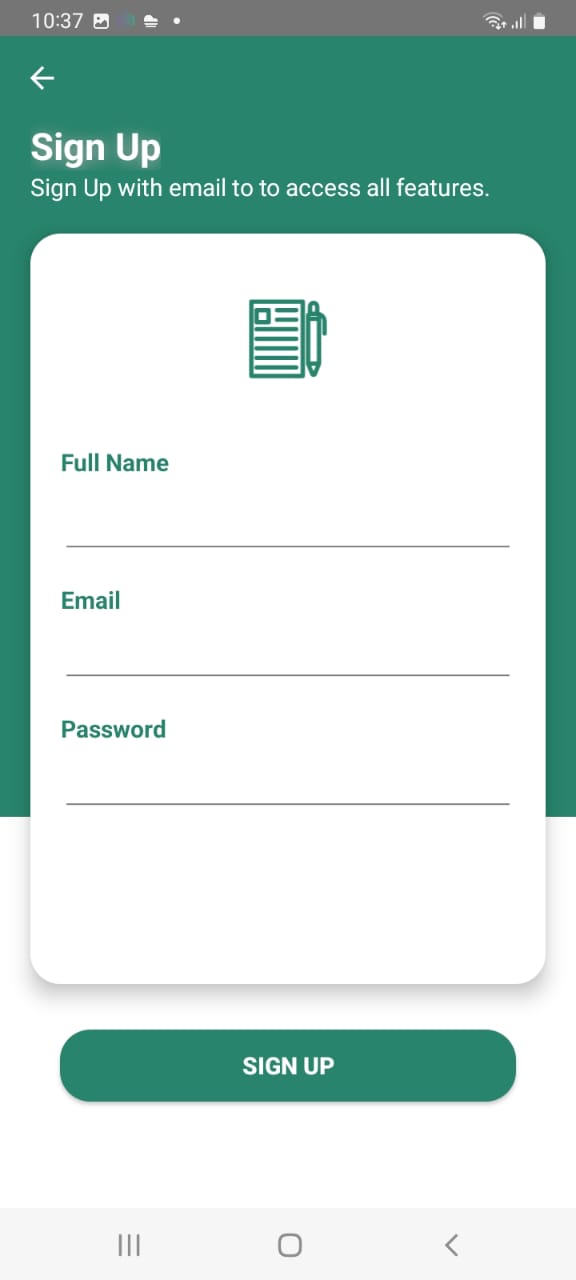 10:37
Sign Up
Sign Up with email to to access all features.
Full Name
Email
Password
SIGN UP